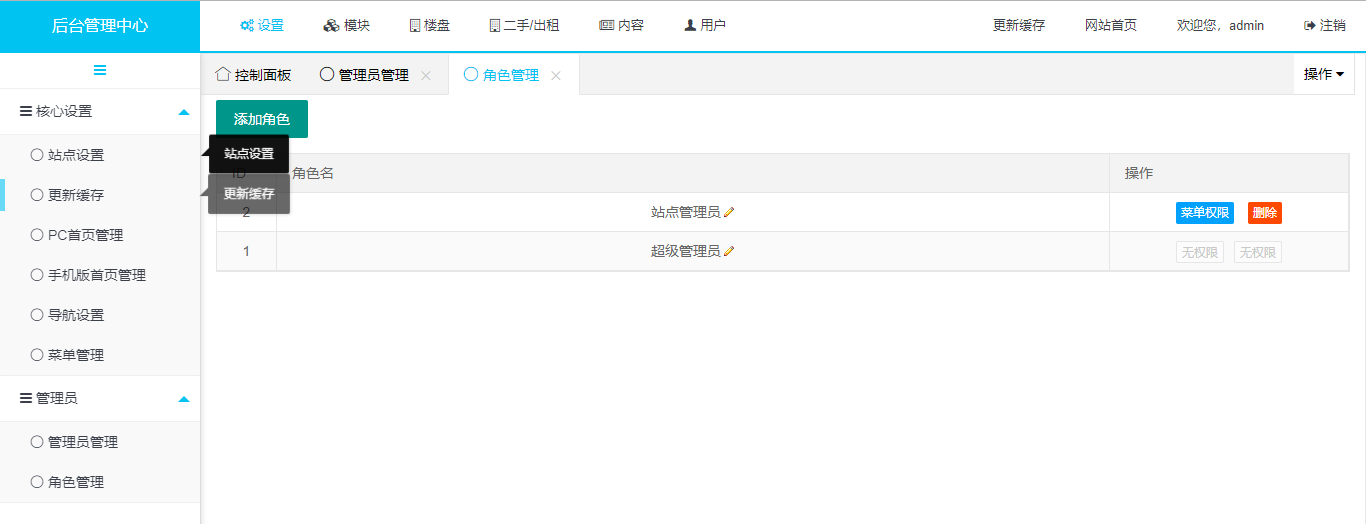 后台管理中心 设置 模块 楼盘 二手/出租 内容 用户 更新缓存 网站首页 欢迎您，admin 注销
控制面板 管理员管理 角色管理 操作
核心设置
站点设置
更新缓存
PC首页管理
手机版首页管理
导航设置
菜单管理
管理员
管理员管理
角色管理
添加角色
站点设置
更新缓存
ID 角色名 操作
2 站点管理员 菜单权限 删除
1 超级管理员 无权限 无权限